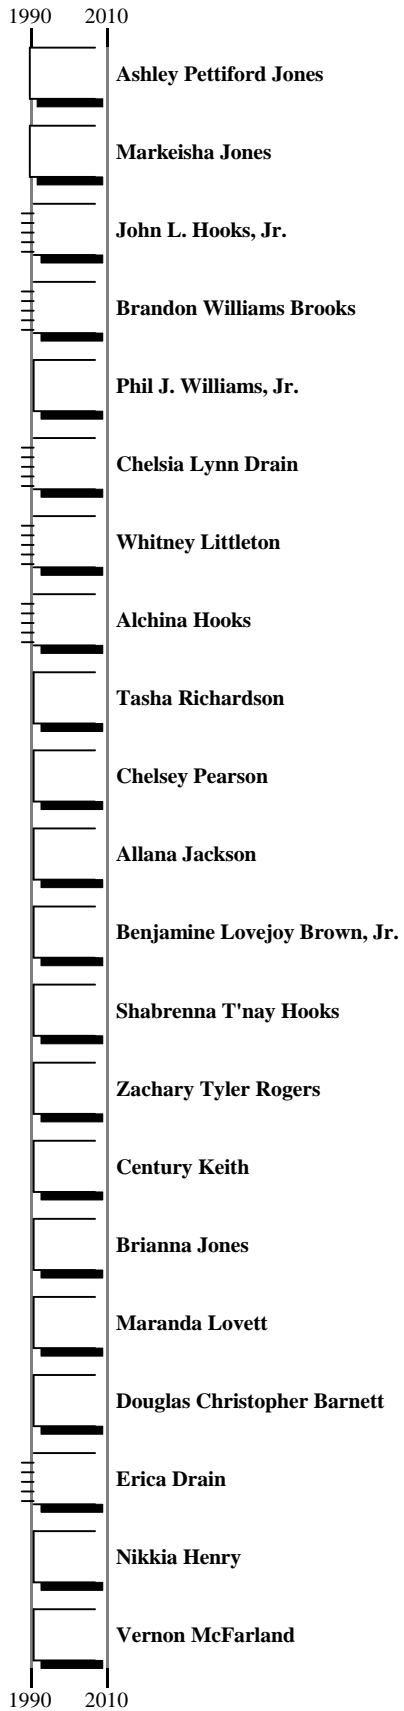 1990 2010
Ashley Pettiford Jones
Markeisha Jones
John L. Hooks, Jr.
Brandon Williams Brooks
Phil J. Williams, Jr.
Chelsia Lynn Drain
Whitney Littleton
Alchina Hooks
Tasha Richardson
Chelsey Pearson
Allana Jackson
Benjamine Lovejoy Brown, Jr.
Shabrenna T'nay Hooks
Zachary Tyler Rogers
Century Keith
Brianna Jones
Maranda Lovett
Douglas Christopher Barnett
Erica Drain
Nikkia Henry
Vernon McFarland
1990 2010